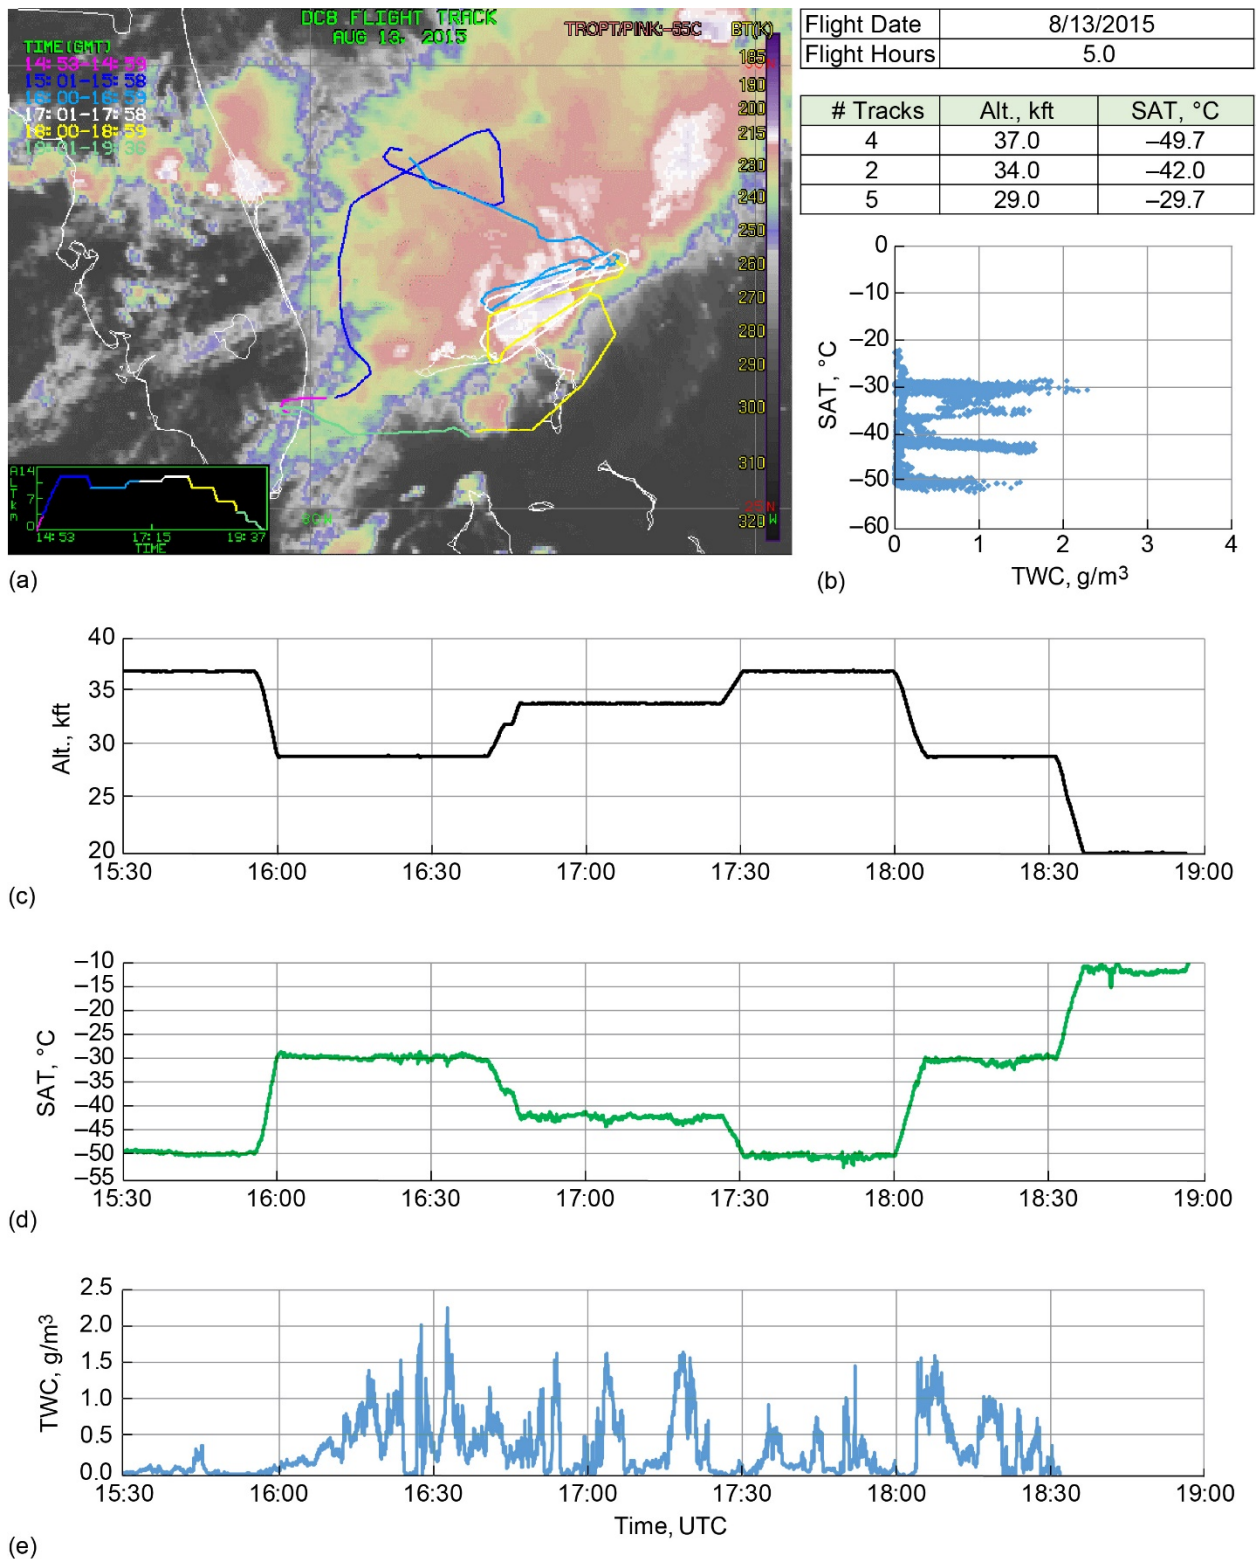 DC8 FLIGHT TRACK
AUG 13, 2015
TROPT/PINK:-65C
BT(K)
TIME(GMT)
14:53-14:59
15:01-15:58
16:00-16:59
17:01-17:58
18:00-18:59
19:01-19:36
185
190
200
215
230
240
250
260
270
280
290
300
310
320
W
25 N
80W
ALT km
14
7
0
14:53
17:15
19:37
TIME
(a)
Flight Date 8/13/2015
Flight Hours 5.0
# Tracks Alt., kft SAT, °C
4 37.0 –49.7
2 34.0 –42.0
5 29.0 –29.7
SAT, °C
0
–10
–20
–30
–40
–50
–60
0 1 2 3 4
TWC, g/m3
(b)
Alt., kft
40
35
30
25
20
15:30 16:00 16:30 17:00 17:30 18:00 18:30 19:00
(c)
SAT, °C
–10
–15
–20
–25
–30
–35
–40
–45
–50
–55
15:30 16:00 16:30 17:00 17:30 18:00 18:30 19:00
(d)
TWC, g/m3
2.5
2.0
1.5
1.0
0.5
0.0
15:30 16:00 16:30 17:00 17:30 18:00 18:30 19:00
Time, UTC
(e)